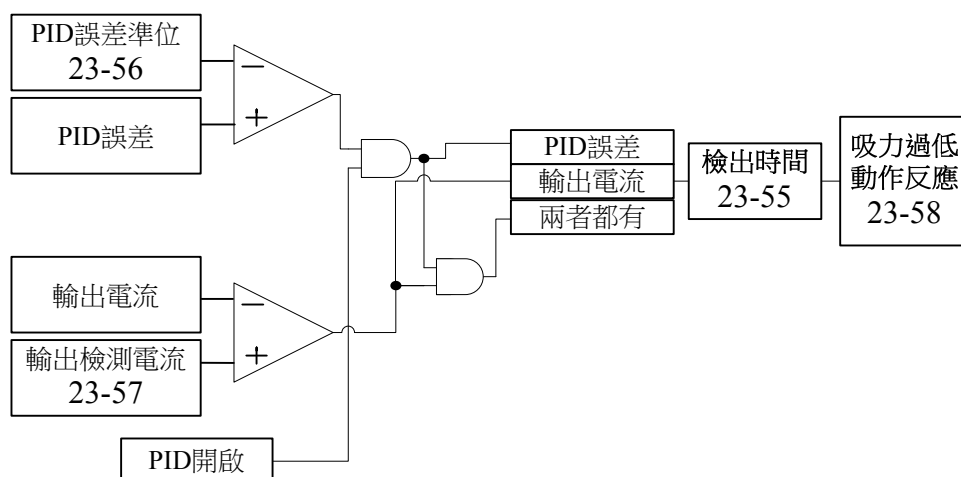 PID誤差準位
23-56
PID誤差
輸出電流
輸出檢測電流
23-57
PID開啟
PID誤差
輸出電流
兩者都有
檢出時間
23-55
吸力過低
動作反應
23-58